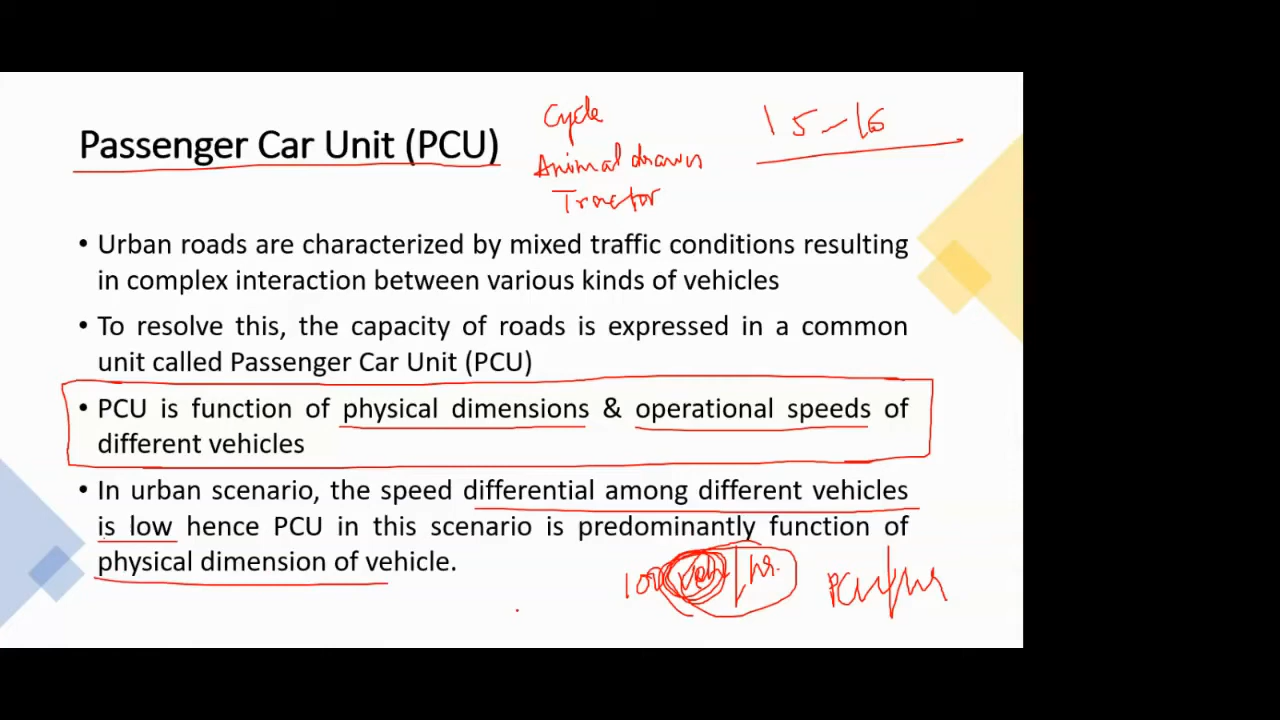 Cycle
15-16
Passenger Car Unit (PCU)
Animal drawn
Tractor
• Urban roads are characterized by mixed traffic conditions resulting
in complex interaction between various kinds of vehicles
• To resolve this, the capacity of roads is expressed in a common
unit called Passenger Car Unit (PCU)
• PCU is function of physical dimensions & operational speeds of
different vehicles
• In urban scenario, the speed differential among different vehicles
is low hence PCU in this scenario is predominantly function of
physical dimension of vehicle.
veh/hr. PCU/hr